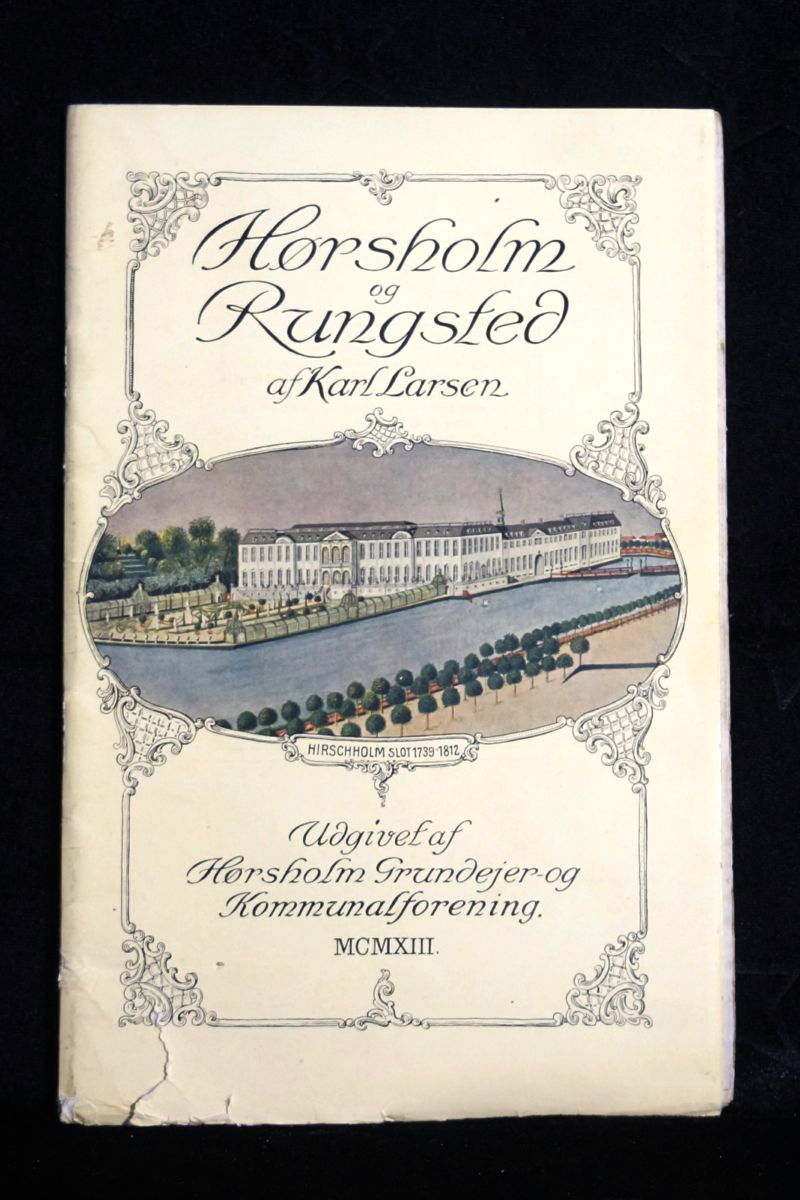 Hørsholm
og
Rungsted
af Karl Larsen
HIRSCHHOLM SLOT 1739-1812
Udgivet af
Hørsholm Grundejer- og
Kommunalforening.
MCMXIII.